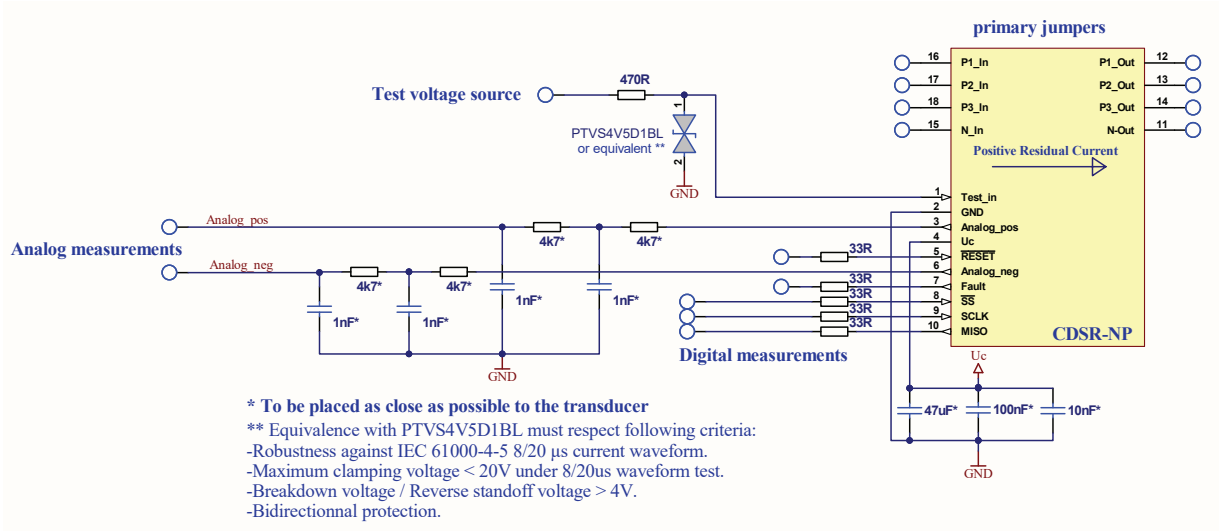 primary jumpers
16 P1_In P1_Out 12
17 P2_In P2_Out 13
18 P3_In P3_Out 14
15 N_In N-Out 11
Positive Residual Current
470R
Test voltage source
1
PTVS4V5D1BL
or equivalent **
2
GND
1 Test_in
2 GND
3 Analog_pos
4 Uc
5 RESET
6 Analog_neg
7 Fault
8 SS
9 SCLK
10 MISO
CDSR-NP
Analog_pos
4k7* 4k7*
Analog measurements
Analog_neg
4k7* 4k7*
1nF* 1nF* 1nF* 1nF*
GND
33R
33R
33R
33R
33R
Digital measurements
Uc
47uF* 100nF* 10nF*
GND
* To be placed as close as possible to the transducer
** Equivalence with PTVS4V5D1BL must respect following criteria:
-Robustness against IEC 61000-4-5 8/20 µs current waveform.
-Maximum clamping voltage < 20V under 8/20us waveform test.
-Breakdown voltage / Reverse standoff voltage > 4V.
-Bidirectionnal protection.